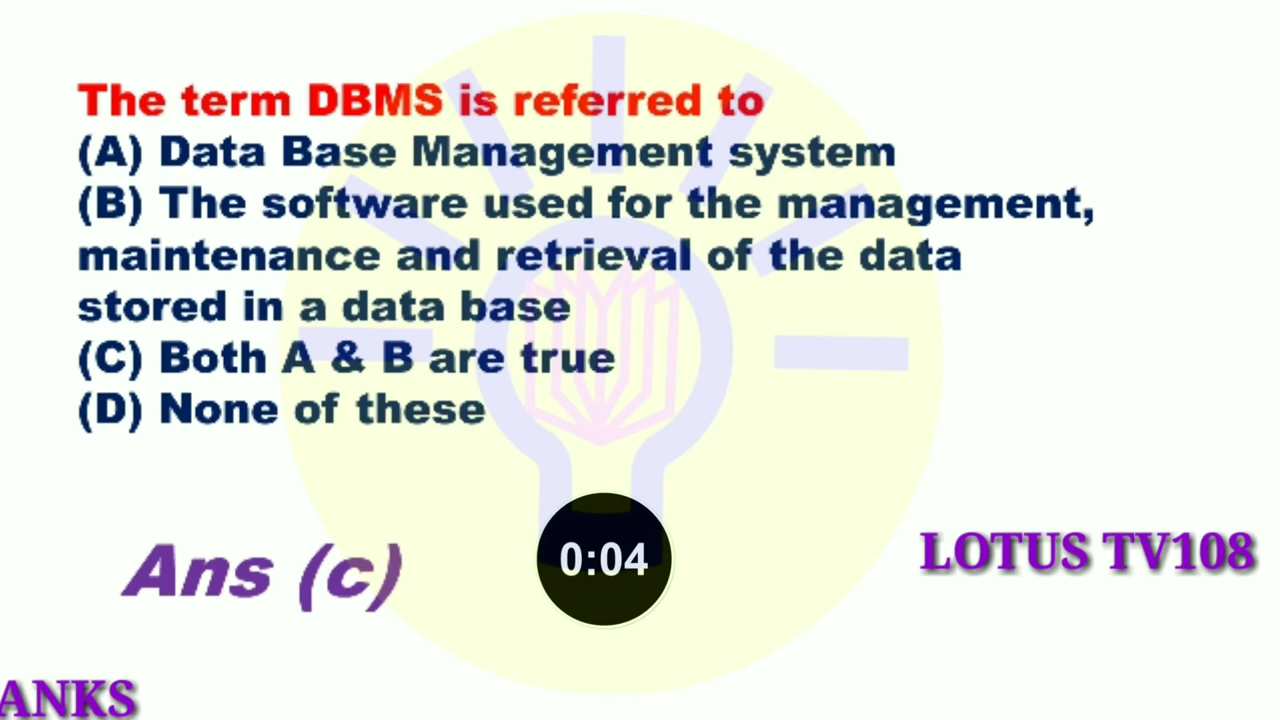 The term DBMS is referred to
(A) Data Base Management system
(B) The software used for the management,
maintenance and retrieval of the data
stored in a data base
(C) Both A & B are true
(D) None of these
Ans (c)
0:04
LOTUS TV108
ANKS